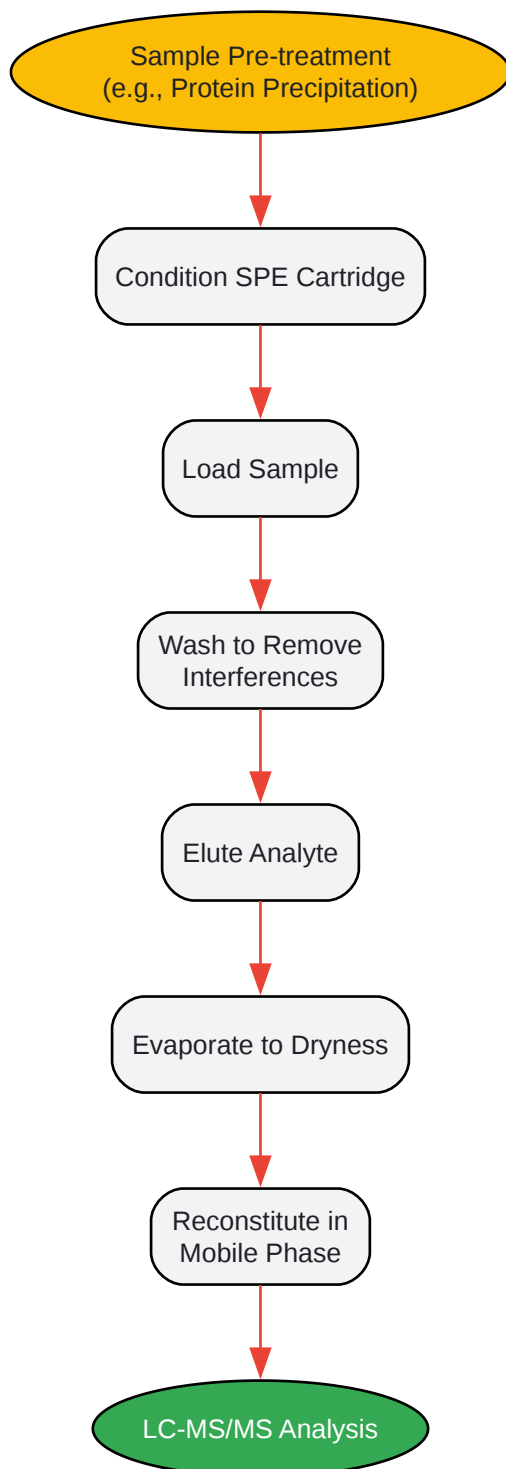 Sample Pre-treatment
(e.g., Protein Precipitation)
Condition SPE Cartridge
Load Sample
Wash to Remove
Interferences
Elute Analyte
Evaporate to Dryness
Reconstitute in
Mobile Phase
LC-MS/MS Analysis